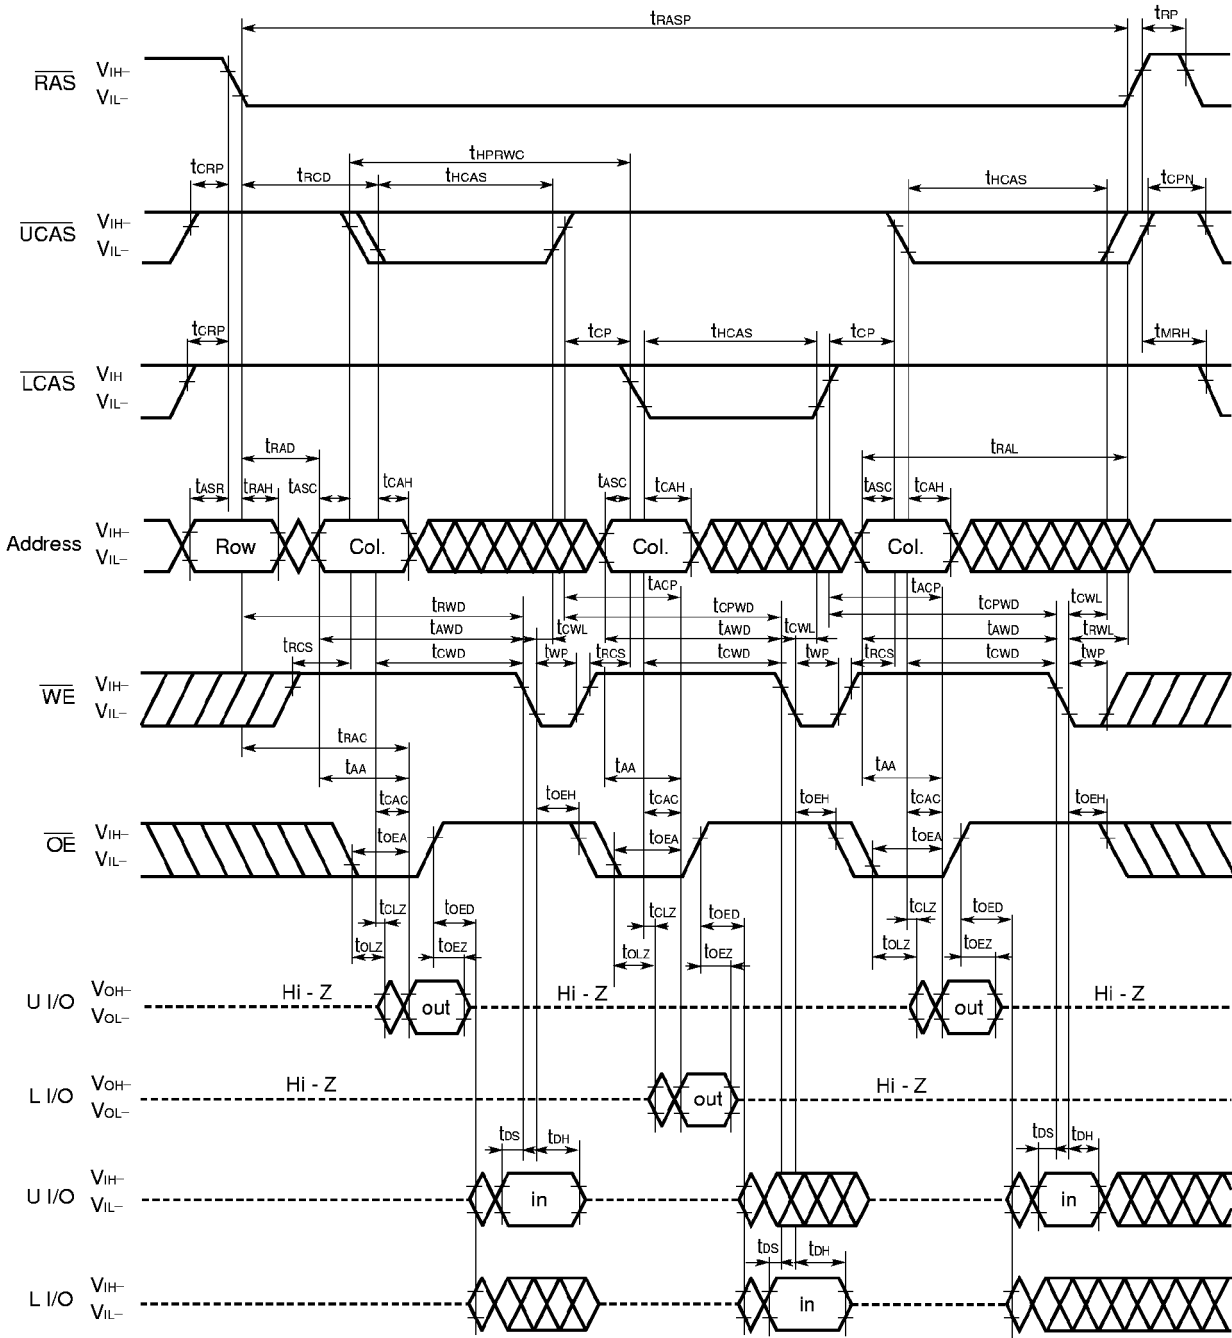 tRASP tRP
RAS VIH– VIL–
tHPRWC
tCRP tRCD tHCAS tHCAS tCPN
UCAS VIH– VIL–
tCRP tCP tHCAS tCP tMRH
LCAS VIH VIL–
tRAD tRAL
tASR tRAH tASC tCAH tASC tCAH tASC tCAH
Address VIH– VIL– Row Col. Col. Col.
tACP tACP
tRWD tCPWD tCPWD tCWL
tAWD tCWL tAWD tCWL tAWD tRWL
tRCS tCWD tWP tRCS tCWD tWP tRCS tCWD tWP
WE VIH– VIL–
tRAC
tAA tAA tAA
tCAC tOEH tCAC tOEH tCAC tOEH
OE VIH– VIL– tOEA tOEA tOEA
tCLZ tOED tCLZ tOED tCLZ tOED
tOLZ tOEZ tOLZ tOEZ tOLZ tOEZ
U I/O VOH– VOL– Hi - Z out Hi - Z out Hi - Z
L I/O VOH– VOL– Hi - Z out Hi - Z
tDS tDH tDS tDH
U I/O VIH– VIL– in in
tDS tDH
L I/O VIH– VIL– in